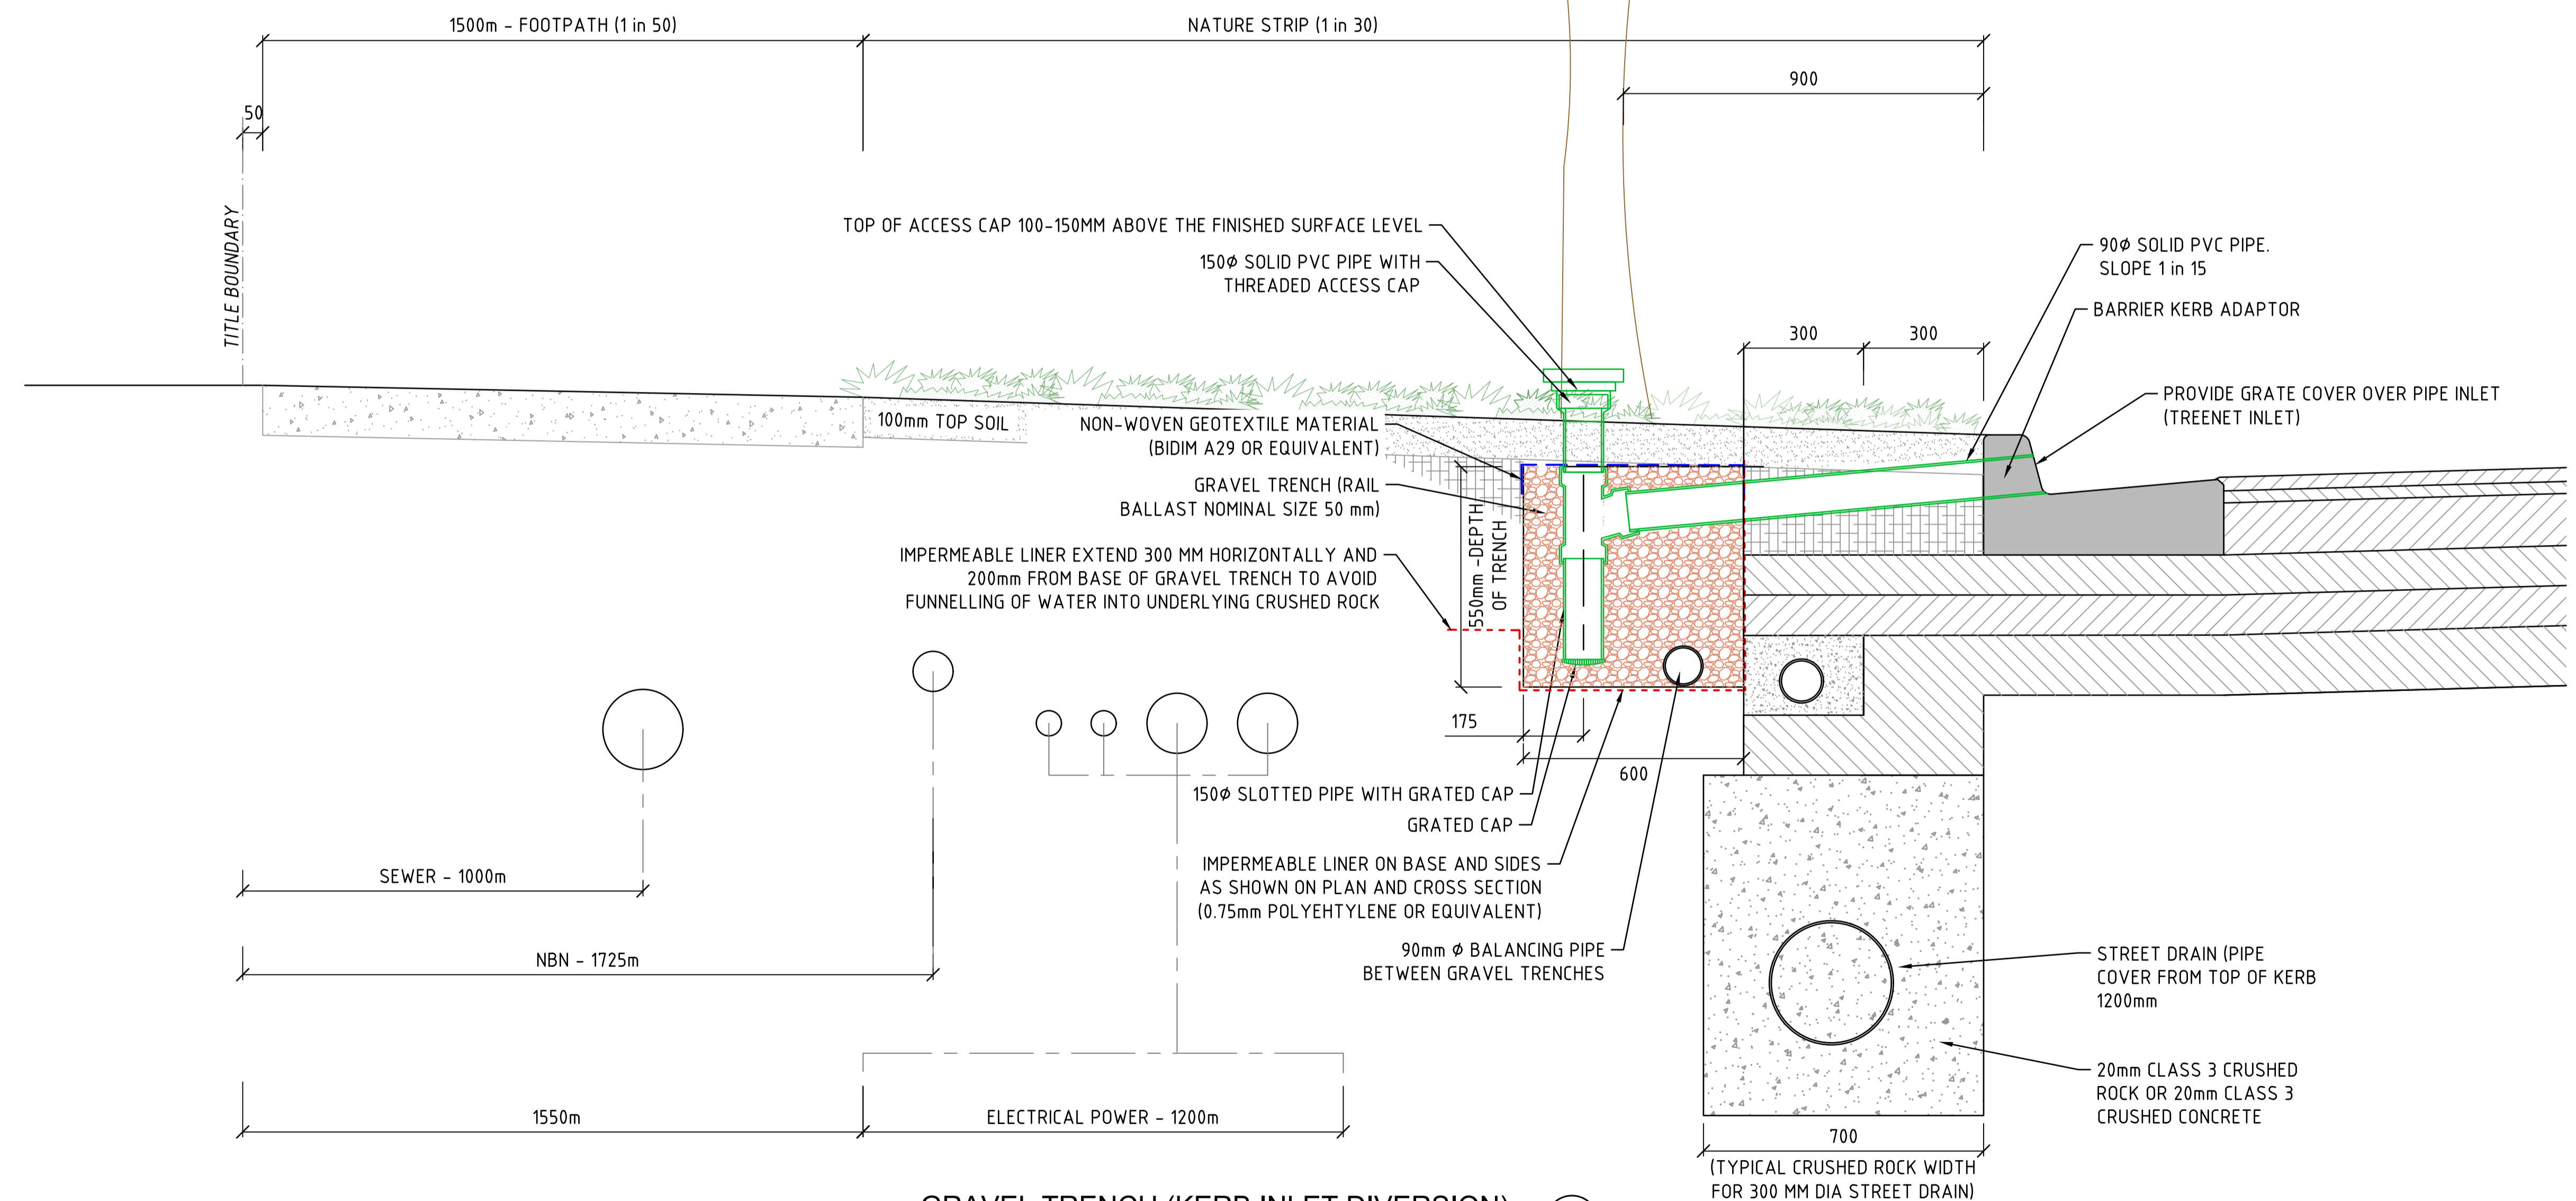 1500m - FOOTPATH (1 in 50)
NATURE STRIP (1 in 30)
900
50
TITLE BOUNDARY
TOP OF ACCESS CAP 100-150MM ABOVE THE FINISHED SURFACE LEVEL
150Ø SOLID PVC PIPE WITH
THREADED ACCESS CAP
90Ø SOLID PVC PIPE.
SLOPE 1 in 15
BARRIER KERB ADAPTOR
300
300
PROVIDE GRATE COVER OVER PIPE INLET
(TREENET INLET)
100mm TOP SOIL
NON-WOVEN GEOTEXTILE MATERIAL
(BIDIM A29 OR EQUIVALENT)
GRAVEL TRENCH (RAIL
BALLAST NOMINAL SIZE 50 mm)
IMPERMEABLE LINER EXTEND 300 MM HORIZONTALLY AND
200mm FROM BASE OF GRAVEL TRENCH TO AVOID
FUNNELLING OF WATER INTO UNDERLYING CRUSHED ROCK
550mm -DEPTH
OF TRENCH
175
600
150Ø SLOTTED PIPE WITH GRATED CAP
GRATED CAP
IMPERMEABLE LINER ON BASE AND SIDES
AS SHOWN ON PLAN AND CROSS SECTION
(0.75mm POLYEHTYLENE OR EQUIVALENT)
90mm Ø BALANCING PIPE
BETWEEN GRAVEL TRENCHES
SEWER - 1000m
NBN - 1725m
1550m
ELECTRICAL POWER - 1200m
STREET DRAIN (PIPE
COVER FROM TOP OF KERB
1200mm
20mm CLASS 3 CRUSHED
ROCK OR 20mm CLASS 3
CRUSHED CONCRETE
700
(TYPICAL CRUSHED ROCK WIDTH
FOR 300 MM DIA STREET DRAIN)
GRAVEL TRENCH (KERB INLET DIVERSION)